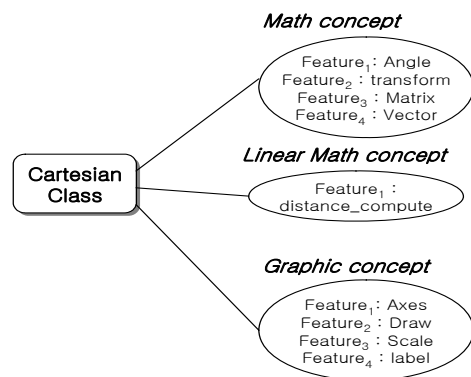 Math concept
Feature₁ : Angle
Feature₂ : transform
Feature₃ : Matrix
Feature₄ : Vector
Linear Math concept
Cartesian
Class
Feature₁ :
distance_compute
Graphic concept
Feature₁ : Axes
Feature₂ : Draw
Feature₃ : Scale
Feature₄ : label